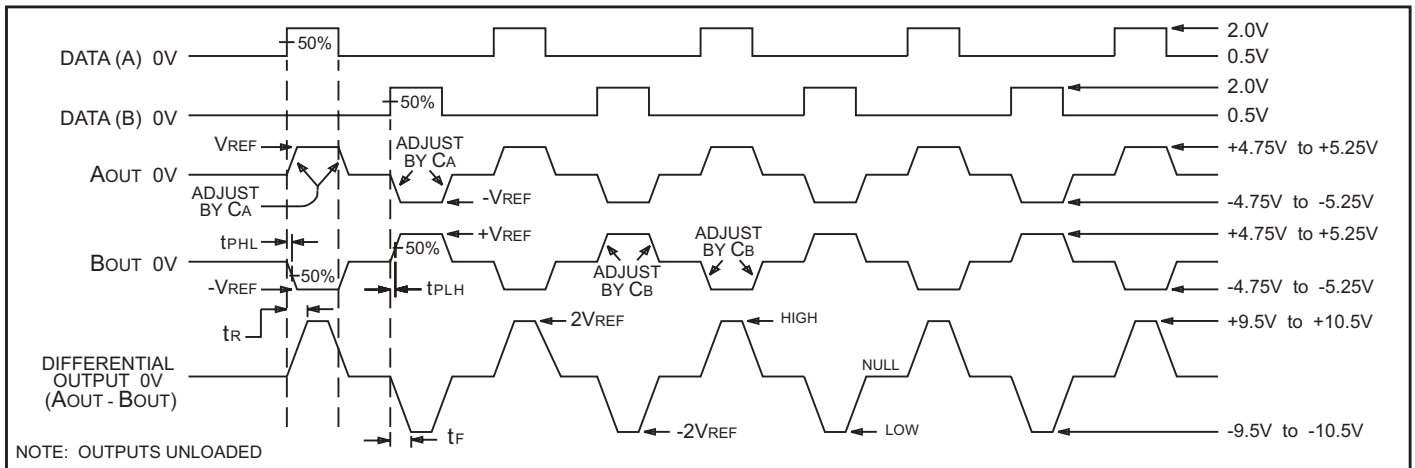 DATA (A) 0V
50%
2.0V
0.5V
DATA (B) 0V
50%
2.0V
0.5V
VREF
AOUT 0V
ADJUST
BY CA
ADJUST
BY CA
-VREF
+4.75V to +5.25V
-4.75V to -5.25V
tPHL
BOUT 0V
-VREF
50%
+VREF
50%
tPLH
ADJUST
BY CB
ADJUST
BY CB
+4.75V to +5.25V
-4.75V to -5.25V
tR
DIFFERENTIAL
OUTPUT 0V
(AOUT - BOUT)
2VREF
HIGH
NULL
+9.5V to +10.5V
tF
-2VREF
LOW
-9.5V to -10.5V
NOTE: OUTPUTS UNLOADED